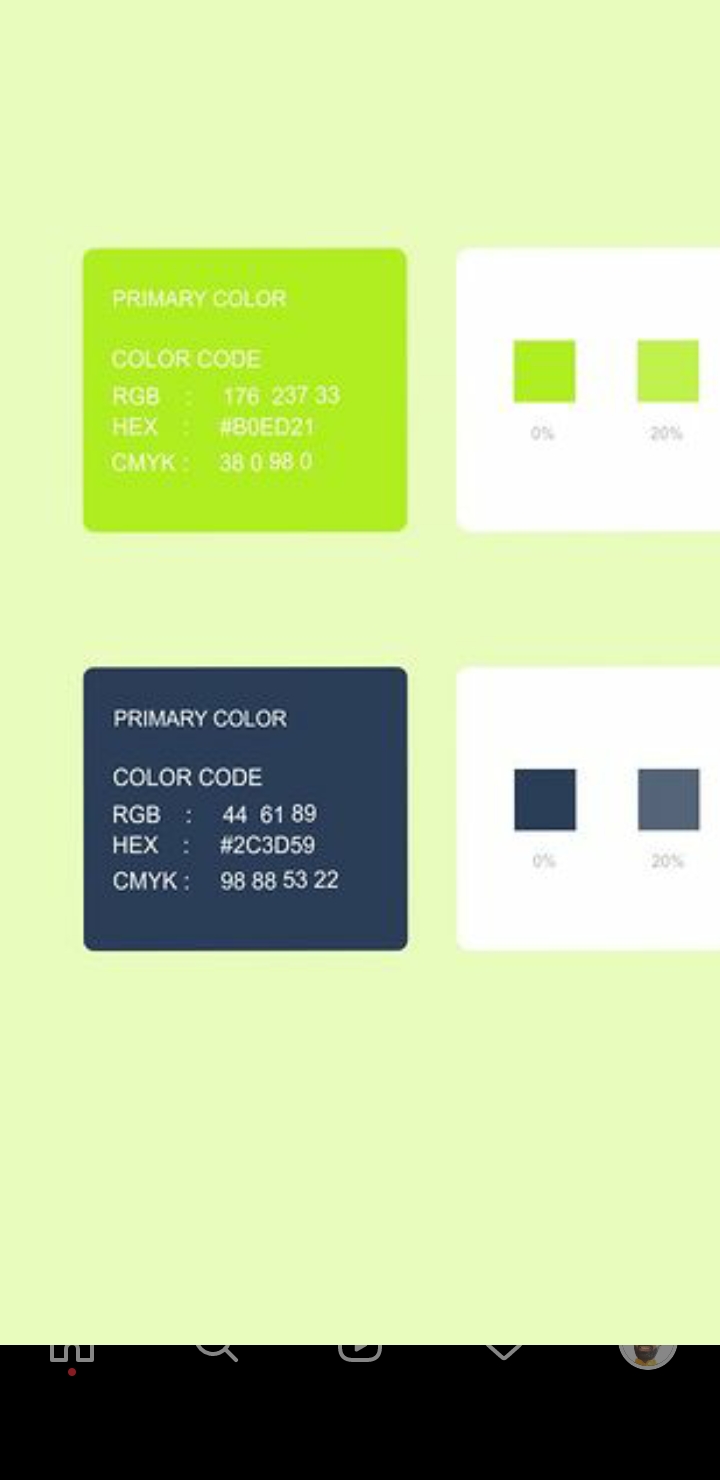 PRIMARY COLOR
COLOR CODE
RGB : 176 237 33
HEX : #B0ED21
CMYK : 38 0 98 0
0% 20%
PRIMARY COLOR
COLOR CODE
RGB : 44 61 89
HEX : #2C3D59
CMYK : 98 88 53 22
0% 20%